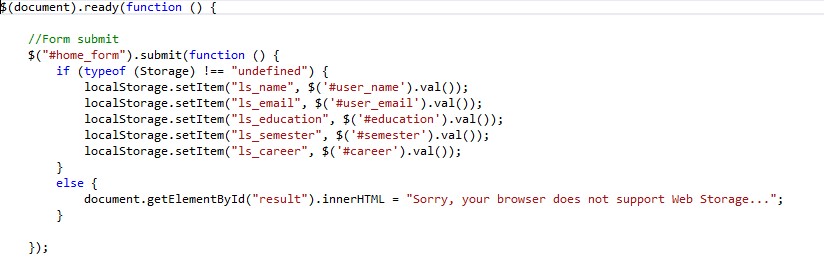 $(document).ready(function () {
//Form submit
$("#home_form").submit(function () {
if (typeof (Storage) !== "undefined") {
localStorage.setItem("ls_name", $('#user_name').val());
localStorage.setItem("ls_email", $('#user_email').val());
localStorage.setItem("ls_education", $('#education').val());
localStorage.setItem("ls_semester", $('#semester').val());
localStorage.setItem("ls_career", $('#career').val());
}
else {
document.getElementById("result").innerHTML = "Sorry, your browser does not support Web Storage...";
}
});